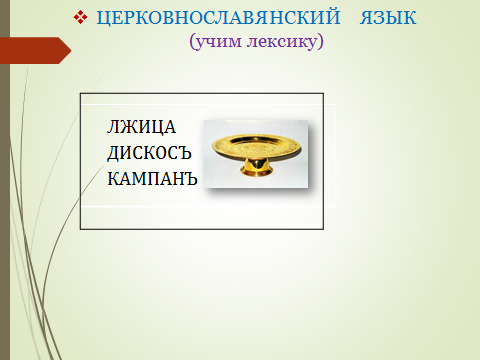 ЦЕРКОВНОСЛАВЯНСКИЙ ЯЗЫК
(учим лексику)
ЛЖИЦА
ДИСКОСЪ
КАМПАНЪ